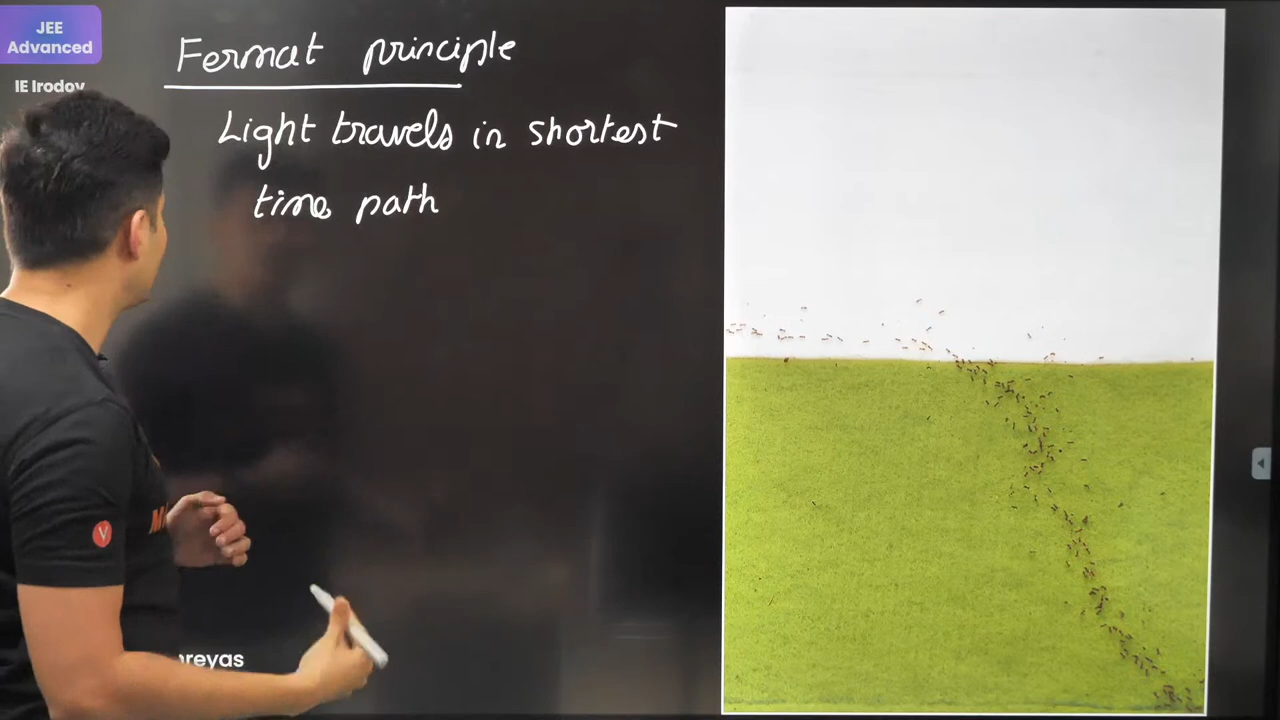 JEE
Advanced
IE Irodov
Fermat principle
Light travels in shortest
time path
V